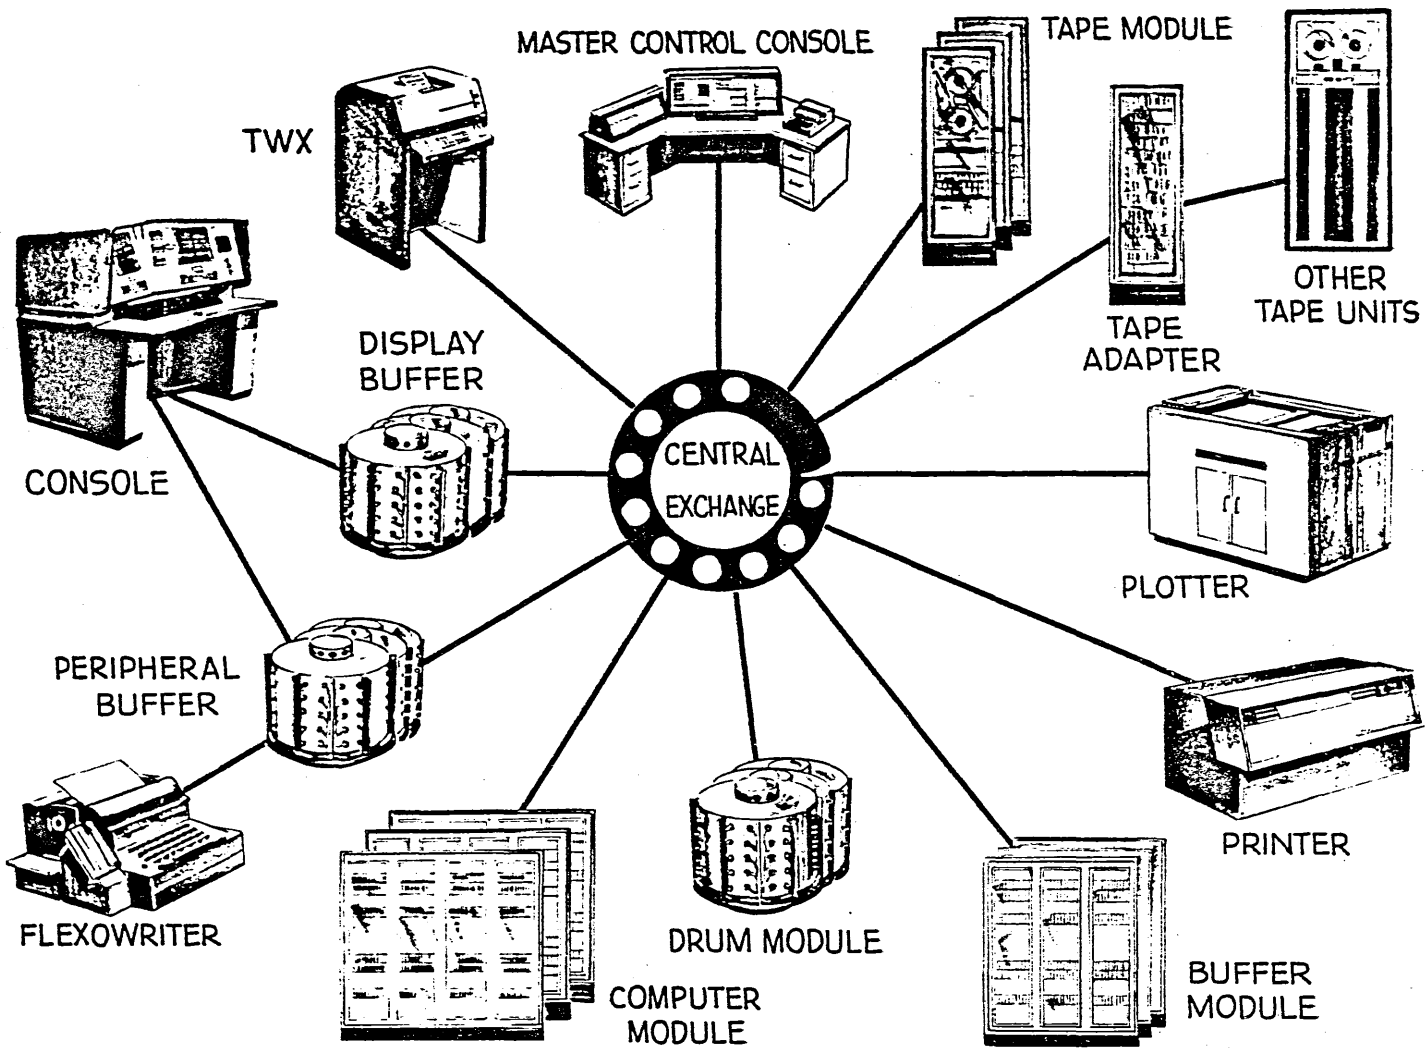 MASTER CONTROL CONSOLE
TAPE MODULE
TWX
OTHER
TAPE UNITS
TAPE
ADAPTER
DISPLAY
BUFFER
CONSOLE
CENTRAL
EXCHANGE
PLOTTER
PERIPHERAL
BUFFER
PRINTER
FLEXOWRITER
DRUM MODULE
COMPUTER
MODULE
BUFFER
MODULE